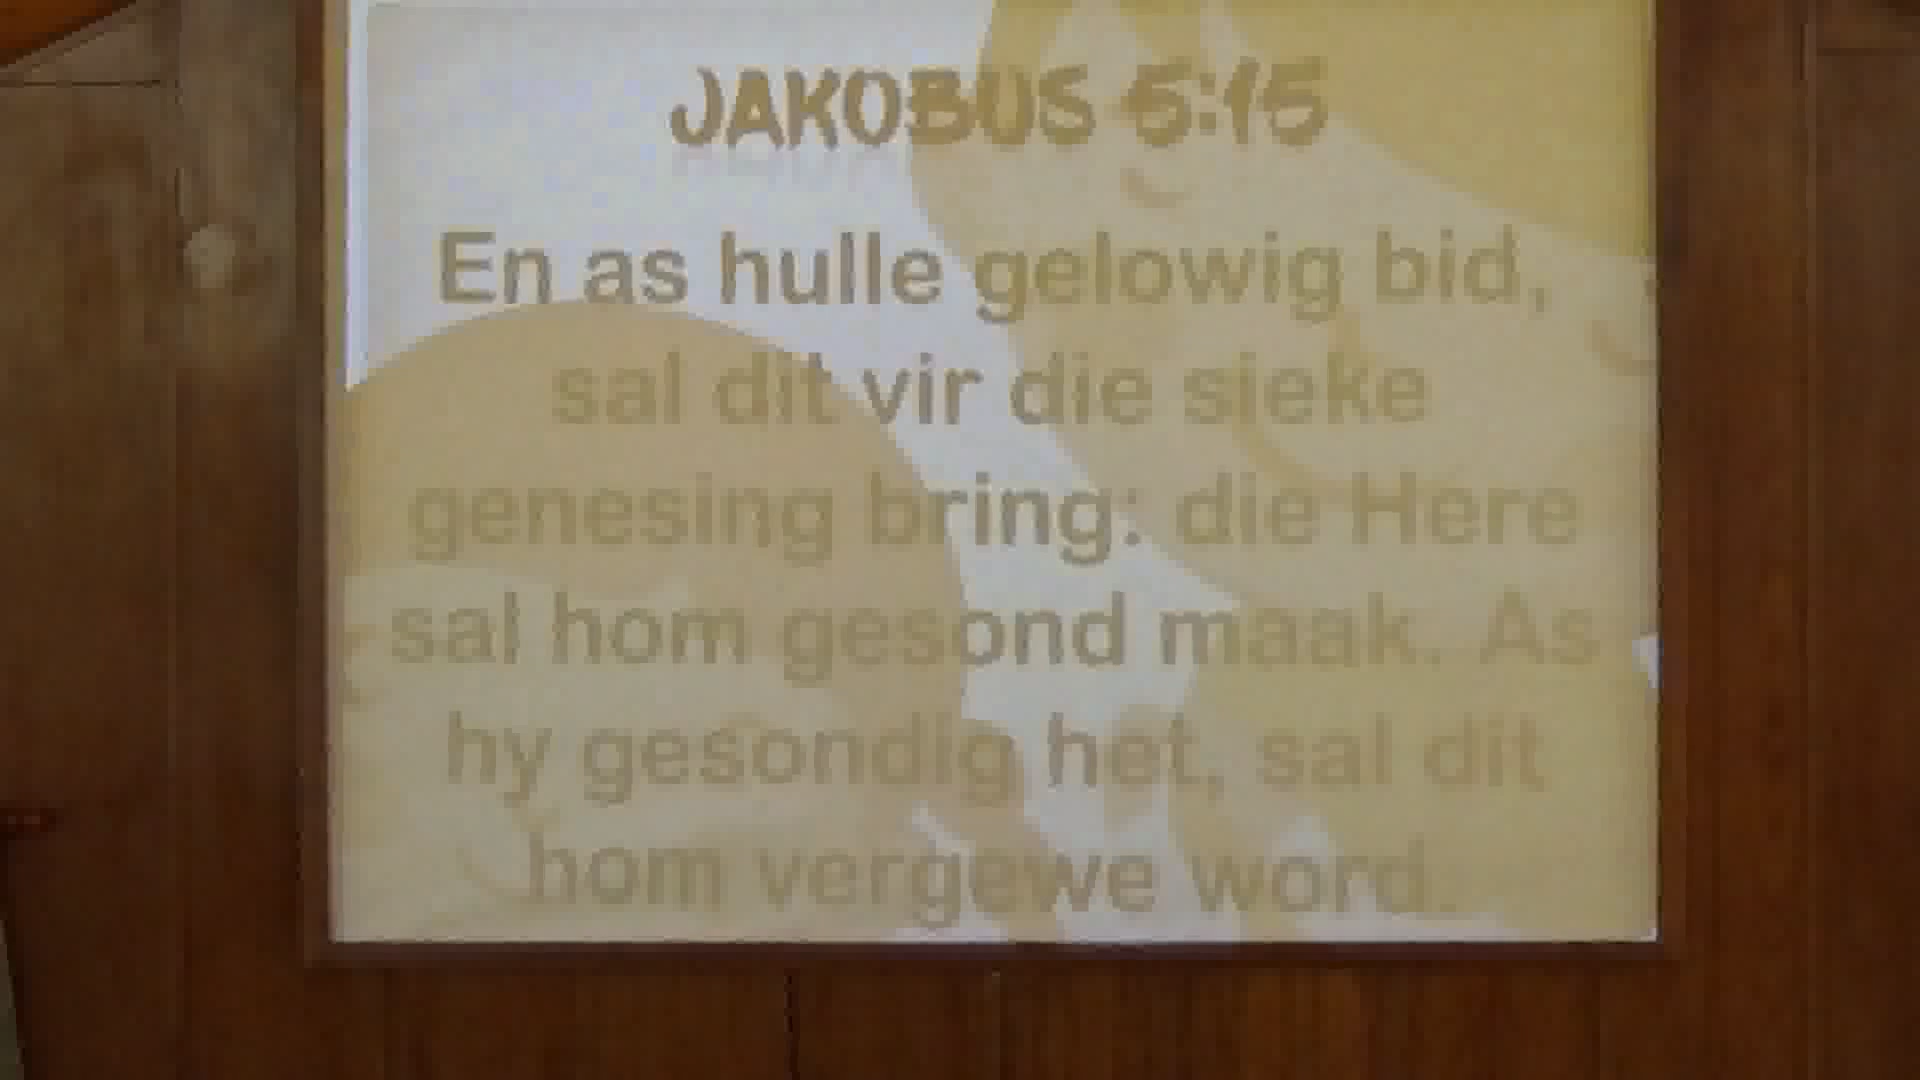 JAKOBUS 5:15
En as hulle gelowig bid,
sal dit vir die sieke
genesing bring: die Here
sal hom gesond maak. As
hy gesondig het, sal dit
hom vergewe word.